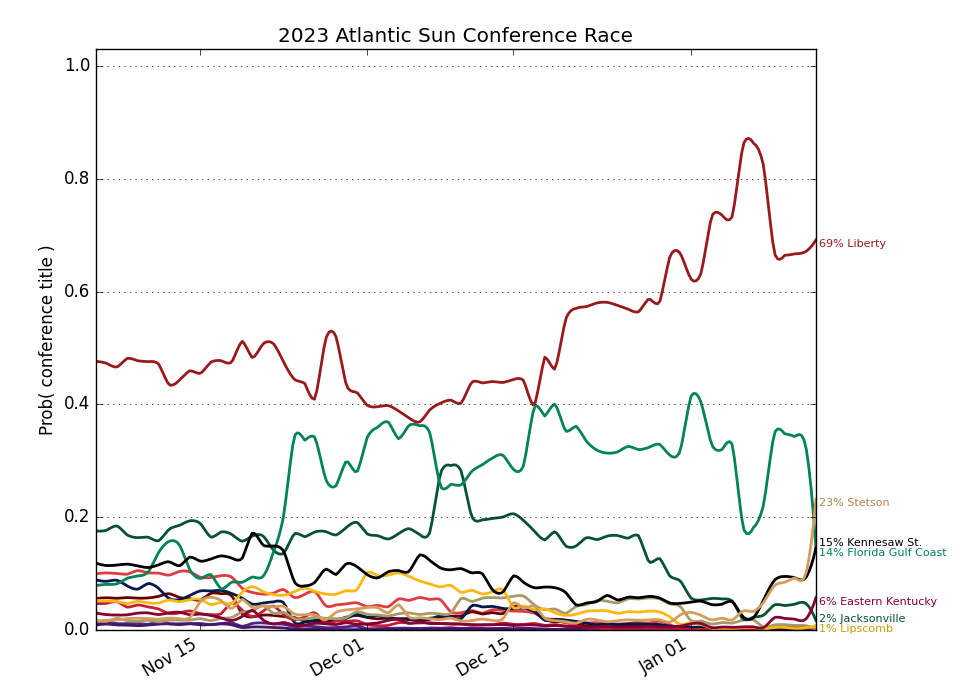 2023 Atlantic Sun Conference Race
Prob( conference title )
1.0
0.8
0.6
0.4
0.2
0.0
Nov 15
Dec 01
Dec 15
Jan 01
69% Liberty
23% Stetson
15% Kennesaw St.
14% Florida Gulf Coast
6% Eastern Kentucky
2% Jacksonville
1% Lipscomb